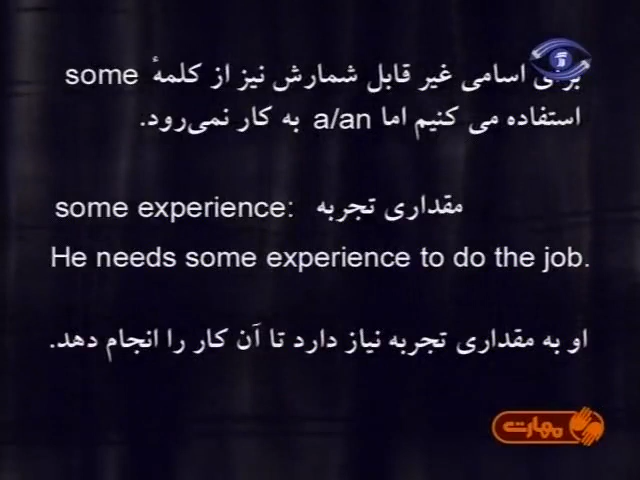 برای اسامی غیر قابل شمارش نیز از کلمهٔ some
استفاده می کنیم اما a/an به کار نمی‌رود.
some experience: مقداری تجربه
He needs some experience to do the job.
او به مقداری تجربه نیاز دارد تا آن کار را انجام دهد.
مهارت